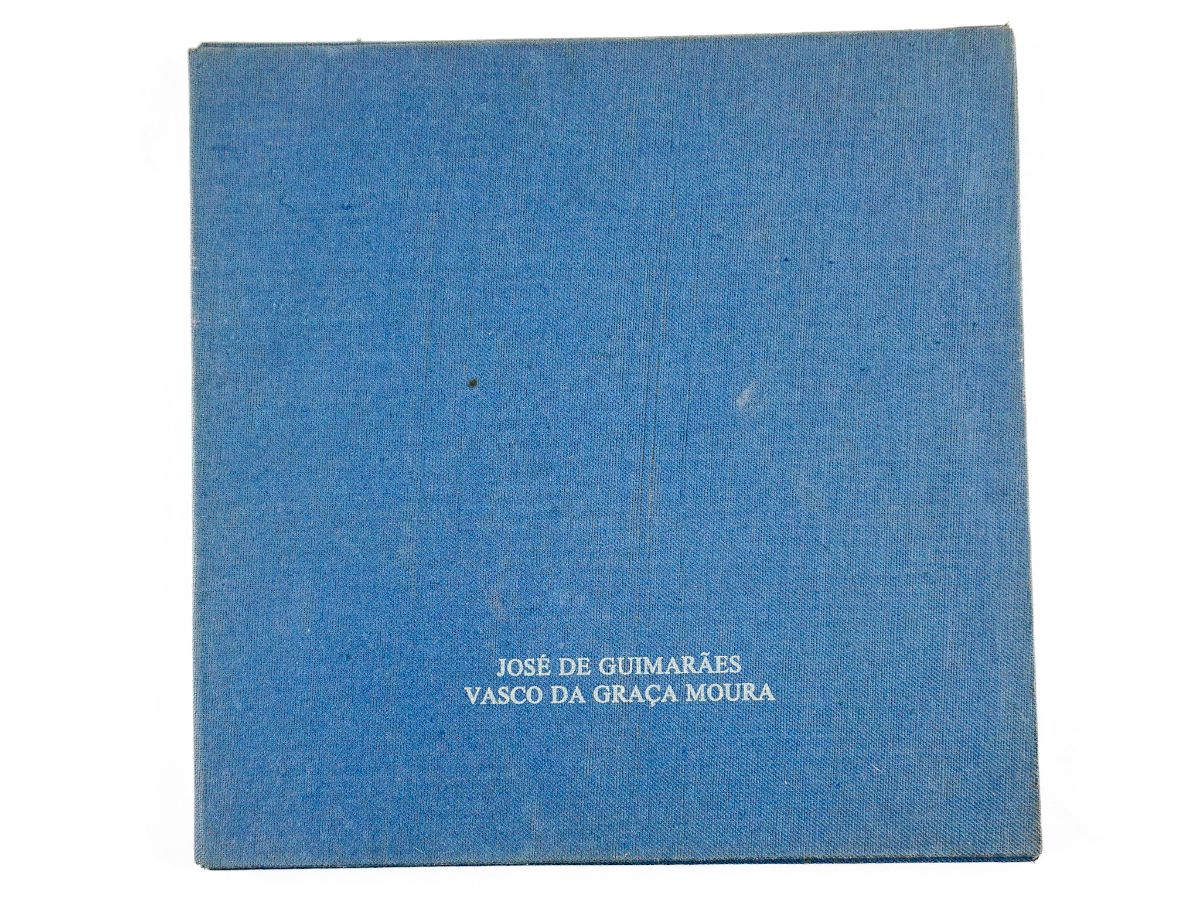 JOSÉ DE GUIMARÃES
VASCO DA GRAÇA MOURA